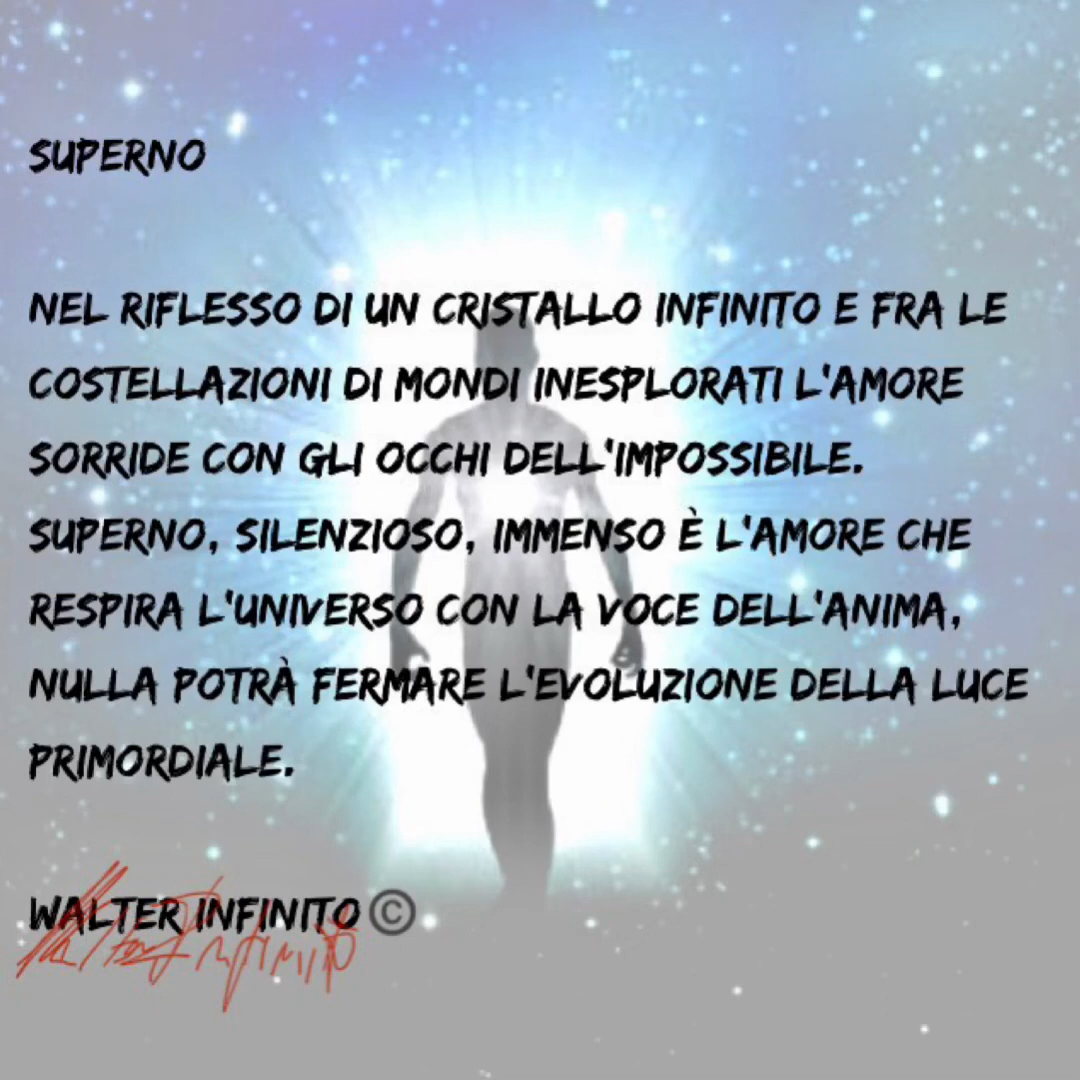 SUPERNO
NEL RIFLESSO DI UN CRISTALLO INFINITO E FRA LE
COSTELLAZIONI DI MONDI INESPLORATI L'AMORE
SORRIDE CON GLI OCCHI DELL'IMPOSSIBILE.
SUPERNO, SILENZIOSO, IMMENSO È L'AMORE CHE
RESPIRA L'UNIVERSO CON LA VOCE DELL'ANIMA,
NULLA POTRÀ FERMARE L'EVOLUZIONE DELLA LUCE
PRIMORDIALE.
WALTER INFINITO ©
Walter Infinito